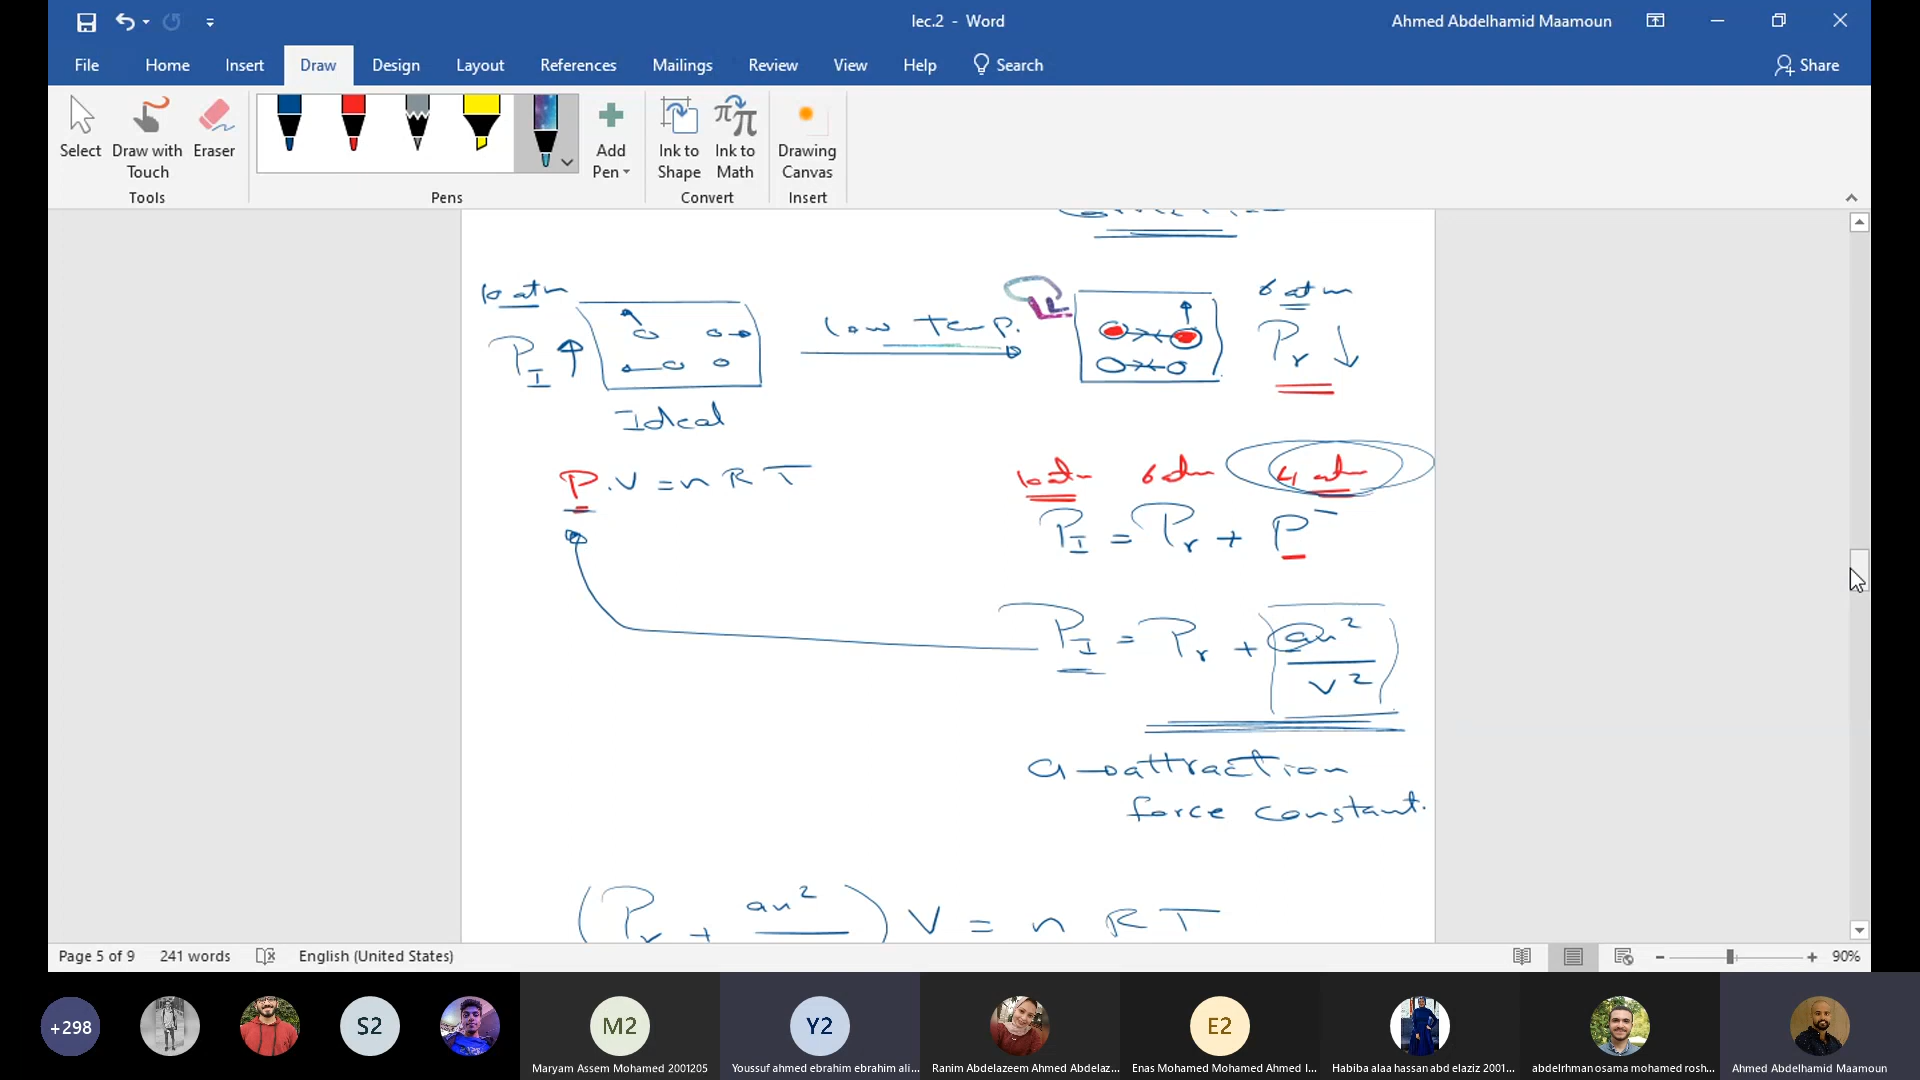 lec.2 - Word
Ahmed Abdelhamid Maamoun
File Home Insert Draw Design Layout References Mailings Review View Help Search Share
Select
Draw with Touch
Eraser
Add Pen
Ink to Shape
Ink to Math
Drawing Canvas
Tools
Pens
Convert
Insert
10 atm
P_I ↑
Ideal
low Temp.
F
6 atm
P_r ↓
P.V = n R T
10 atm 6 atm 4 atm
P_I = P_r + P⁻
P_I = P_r + an² / V²
a → attraction
force constant.
(P_r + an²) V = n R T
Page 5 of 9 241 words English (United States) 90%
+298
S2
M2
Y2
E2
Maryam Assem Mohamed 2001205
Youssuf ahmed ebrahim ebrahim ali...
Ranim Abdelazeem Ahmed Abdelaz...
Enas Mohamed Mohamed Ahmed I...
Habiba alaa hassan abd elaziz 2001...
abdelrhman osama mohamed rosh...
Ahmed Abdelhamid Maamoun